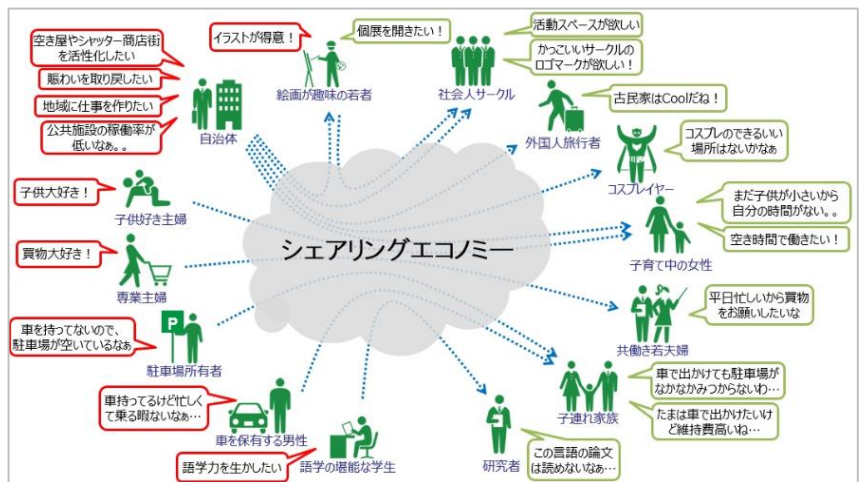 空き屋やシャッター商店街
を活性化したい
賑わいを取り戻したい
地域に仕事を作りたい
公共施設の稼働率が
低いなぁ。。
自治体
イラストが得意！
個展を開きたい！
絵画が趣味の若者
活動スペースが欲しい
かっこいいサークルの
ロゴマークが欲しい！
社会人サークル
古民家はCoolだね！
外国人旅行者
コスプレのできるいい
場所はないかなぁ
コスプレイヤー
子供大好き！
子供好き主婦
まだ子供が小さいから
自分の時間がない。。
空き時間で働きたい！
子育て中の女性
シェアリングエコノミー
買物大好き！
専業主婦
平日忙しいから買物
をお願いしたいな
共働き若夫婦
車を持ってないので、
駐車場が空いているなぁ
P
駐車場所有者
車で出かけても駐車場が
なかなかみつからないわ…
たまは車で出かけたいけ
ど維持費高いね…
子連れ家族
車持ってるけど忙しく
て乗る暇ないなぁ…
車を保有する男性
語学力を生かしたい
語学の堪能な学生
研究者
この言語の論文
は読めないなぁ…